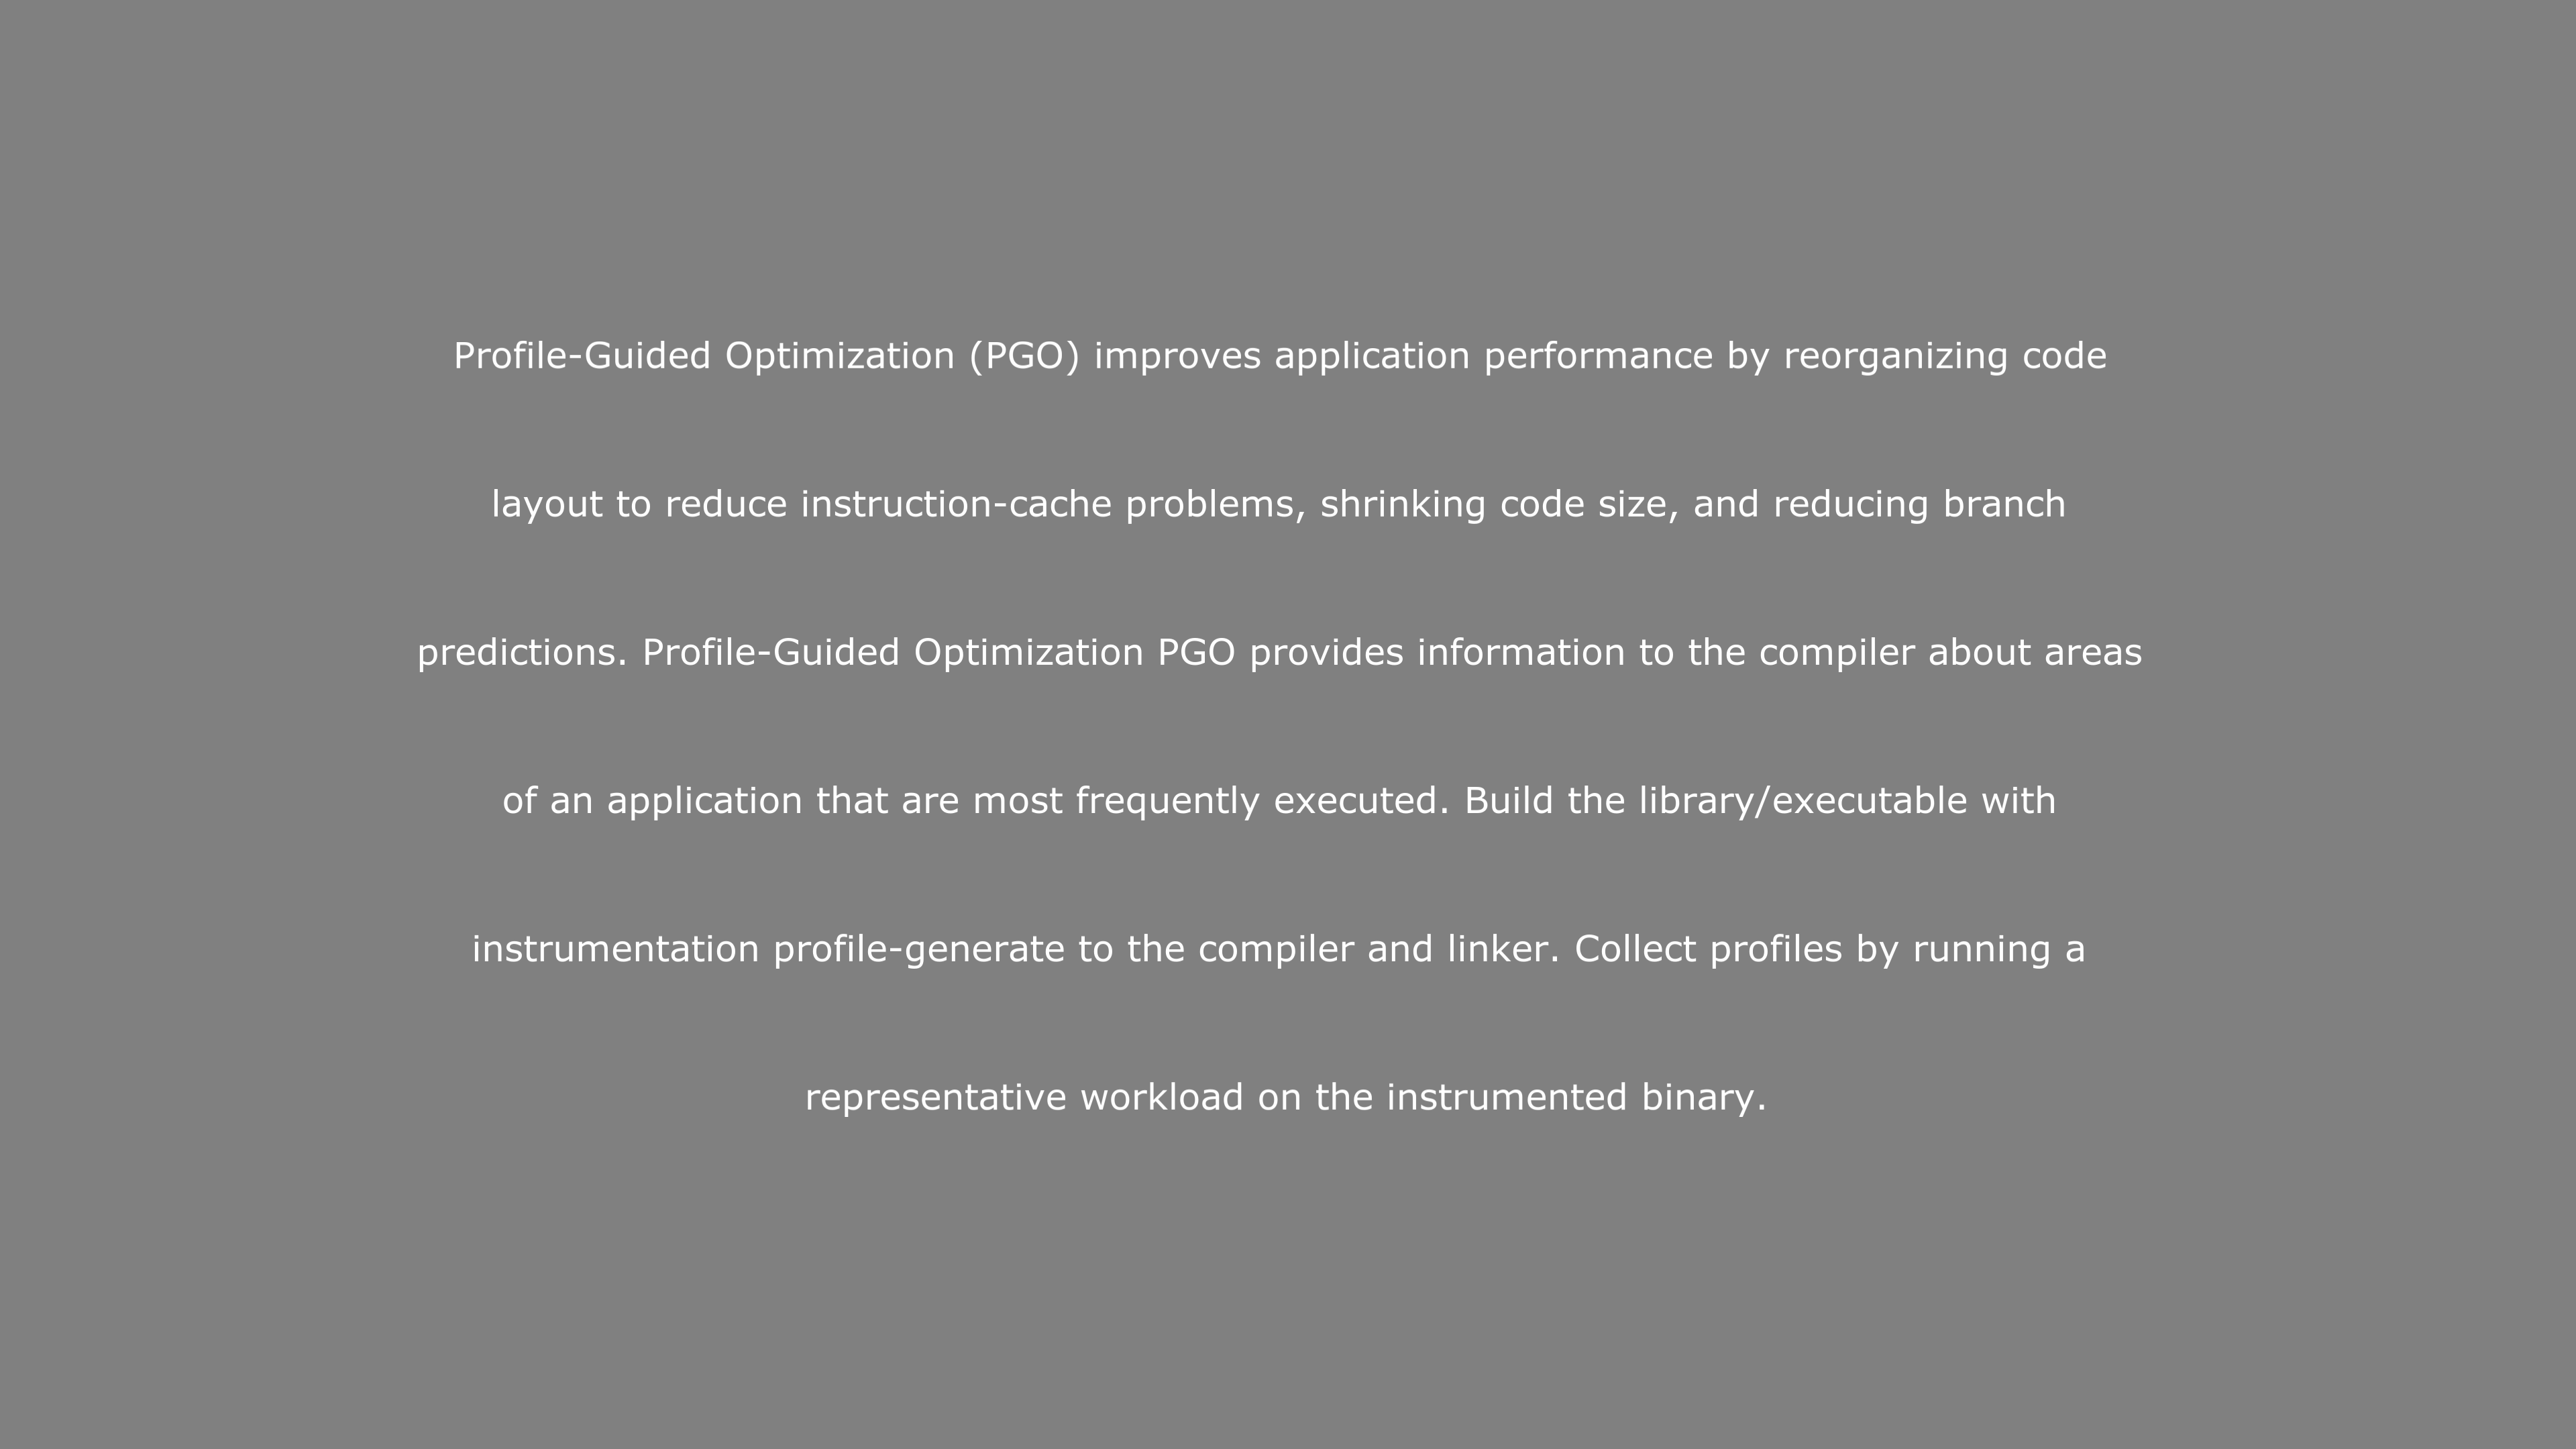 Profile-Guided Optimization (PGO) improves application performance by reorganizing code
layout to reduce instruction-cache problems, shrinking code size, and reducing branch
predictions. Profile-Guided Optimization PGO provides information to the compiler about areas
of an application that are most frequently executed. Build the library/executable with
instrumentation profile-generate to the compiler and linker. Collect profiles by running a
representative workload on the instrumented binary.